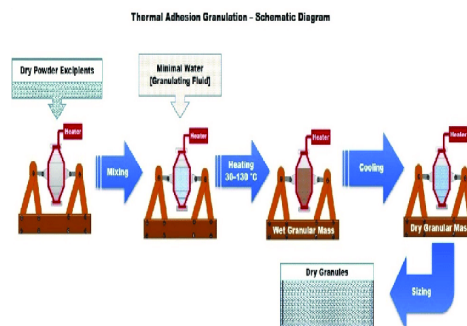 Thermal Adhesion Granulation – Schematic Diagram
Dry Powder Excipients
Minimal Water
[Granulating Fluid]
Heater
Heater
Heater
Heater
Mixing
Heating
30–130 °C
Cooling
Wet Granular Mass
Dry Granular Mas
Dry Granules
Sizing